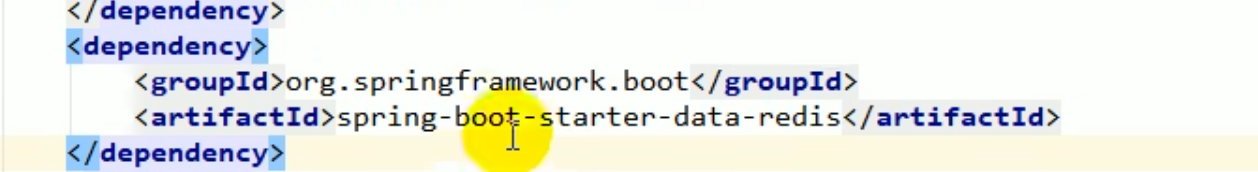 </dependency>
<dependency>
<groupId>org.springframework.boot</groupId>
<artifactId>spring-boot-starter-data-redis</artifactId>
</dependency>